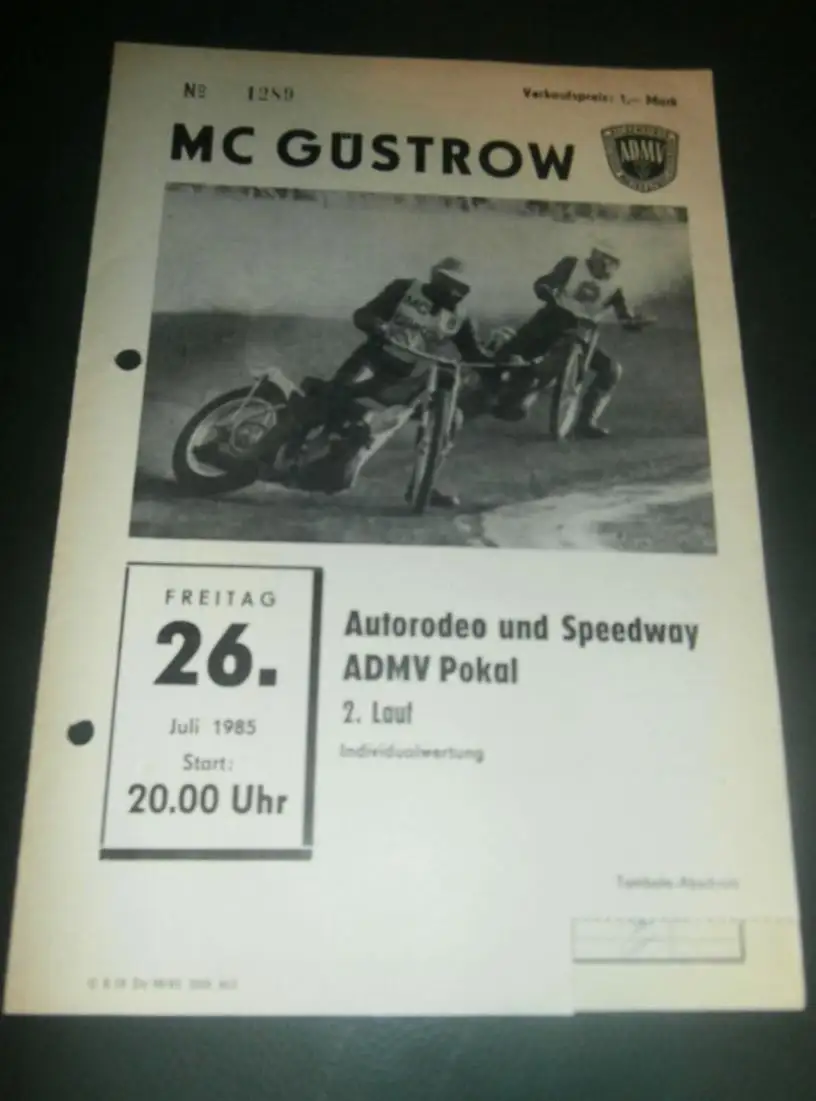 Nº 1289
Verkaufspreis: 1,— Mark
MC GÜSTROW
ADMV
FREITAG
26.
Juli 1985
Start:
20.00 Uhr
Autorodeo und Speedway
ADMV Pokal
2. Lauf
Individualwertung
Tombola-Abschnitt